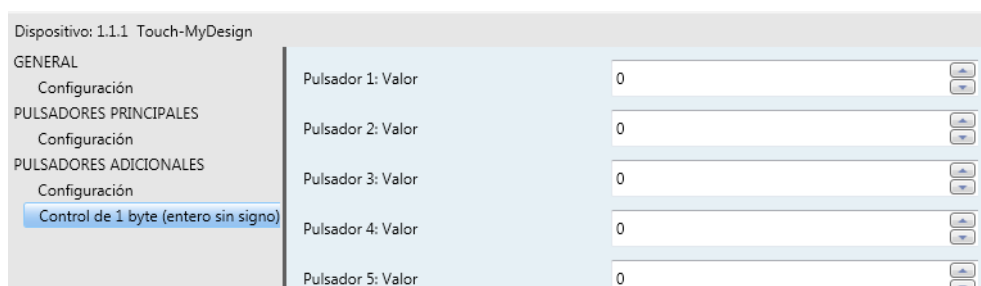 Dispositivo: 1.1.1 Touch-MyDesign
GENERAL
Configuración
PULSADORES PRINCIPALES
Configuración
PULSADORES ADICIONALES
Configuración
Control de 1 byte (entero sin signo)
Pulsador 1: Valor 0
Pulsador 2: Valor 0
Pulsador 3: Valor 0
Pulsador 4: Valor 0
Pulsador 5: Valor 0